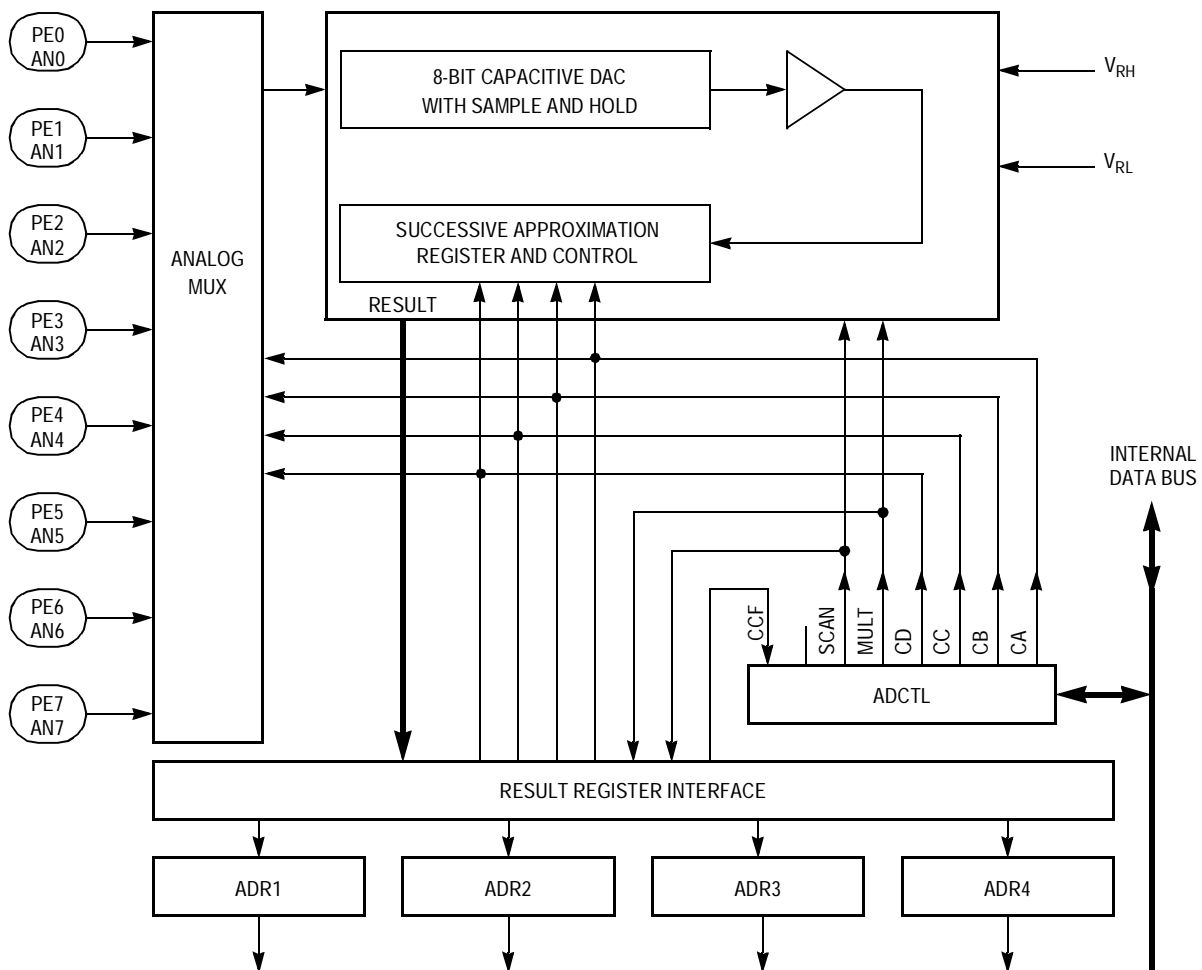 PE0
AN0
PE1
AN1
PE2
AN2
PE3
AN3
PE4
AN4
PE5
AN5
PE6
AN6
PE7
AN7
ANALOG
MUX
8-BIT CAPACITIVE DAC
WITH SAMPLE AND HOLD
SUCCESSIVE APPROXIMATION
REGISTER AND CONTROL
RESULT
VRH
VRL
INTERNAL
DATA BUS
CCF
SCAN
MULT
CD
CC
CB
CA
ADCTL
RESULT REGISTER INTERFACE
ADR1
ADR2
ADR3
ADR4